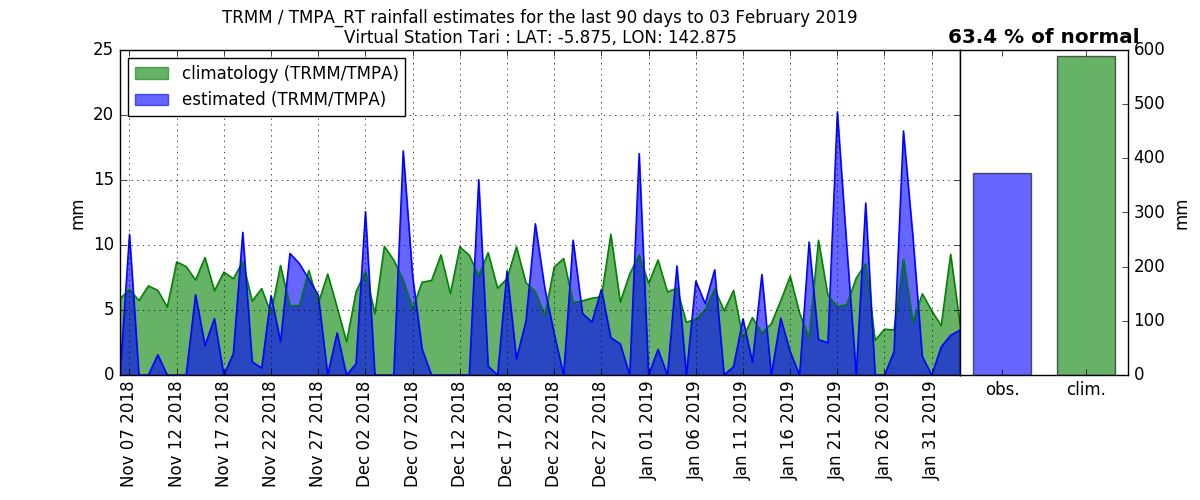 TRMM / TMPA_RT rainfall estimates for the last 90 days to 03 February 2019
Virtual Station Tari : LAT: -5.875, LON: 142.875
63.4 % of normal
climatology (TRMM/TMPA)
estimated (TRMM/TMPA)
25
20
15
10
5
0
mm
Nov 07 2018
Nov 12 2018
Nov 17 2018
Nov 22 2018
Nov 27 2018
Dec 02 2018
Dec 07 2018
Dec 12 2018
Dec 17 2018
Dec 22 2018
Dec 27 2018
Jan 01 2019
Jan 06 2019
Jan 11 2019
Jan 16 2019
Jan 21 2019
Jan 26 2019
Jan 31 2019
obs.
clim.
600
500
400
300
200
100
0
mm